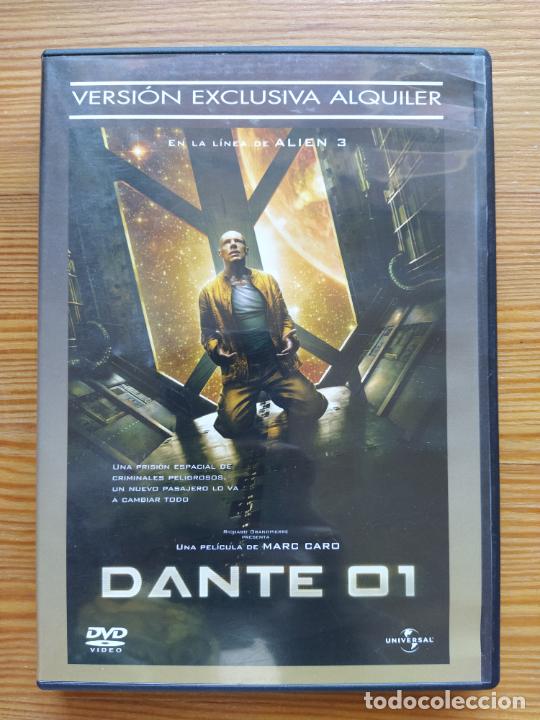 VERSIÓN EXCLUSIVA ALQUILER
EN LA LÍNEA DE ALIEN 3
UNA PRISIÓN ESPACIAL DE
CRIMINALES PELIGROSOS.
UN NUEVO PASAJERO LO VA
A CAMBIAR TODO
RICHARD GRANDPIERRE
PRESENTA
UNA PELÍCULA DE MARC CARO
DANTE 01
DVD
VIDEO
UNIVERSAL
todocoleccion
todocoleccion.net